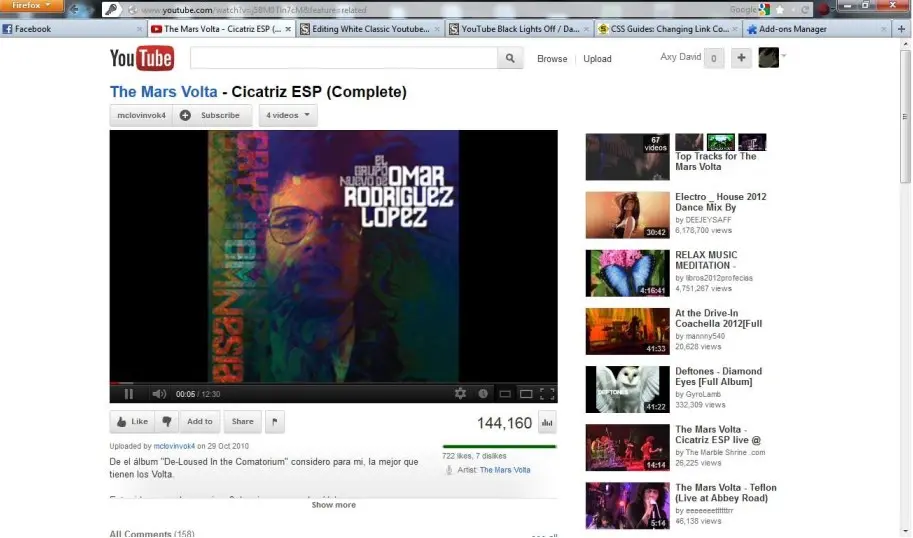 Firefox
www.youtube.com/watch?v=
feature=related
Google
Facebook
The Mars Volta - Cicatriz ESP (...
Editing White Classic Youtube...
YouTube Black Lights Off / Da...
CSS Guides: Changing Link Co...
Add-ons Manager
YouTube
Browse
Upload
Axy David
0
The Mars Volta - Cicatriz ESP (Complete)
mclovinvok4
Subscribe
4 videos
EL
GRUPO
NUEVO DE
OMAR
RODRIGUEZ
LOPEZ
CRYPTOMNESIA
00:06 / 12:30
Like
Add to
Share
144,160
Uploaded by mclovinvok4 on 29 Oct 2010
722 likes, 7 dislikes
De el álbum "De-Loused In the Comatorium" considero para mi, la mejor que
tienen los Volta.
Artist: The Mars Volta
Show more
All Comments (158)
see all
67
videos
Top Tracks for The
Mars Volta
Electro _ House 2012
Dance Mix By
by DEEJEYSAFF
6,178,700 views
30:42
RELAX MUSIC
MEDITATION -
by libros2012profecias
4,751,267 views
4:16:41
At the Drive-In
Coachella 2012[Full
by mannny540
20,628 views
41:33
Deftones - Diamond
Eyes [Full Album]
by GyroLamb
332,309 views
DEFTONES
41:22
The Mars Volta -
Cicatriz ESP live @
by The Marble Shrine .com
26,225 views
14:14
The Mars Volta - Teflon
(Live at Abbey Road)
46,138 views
5:14